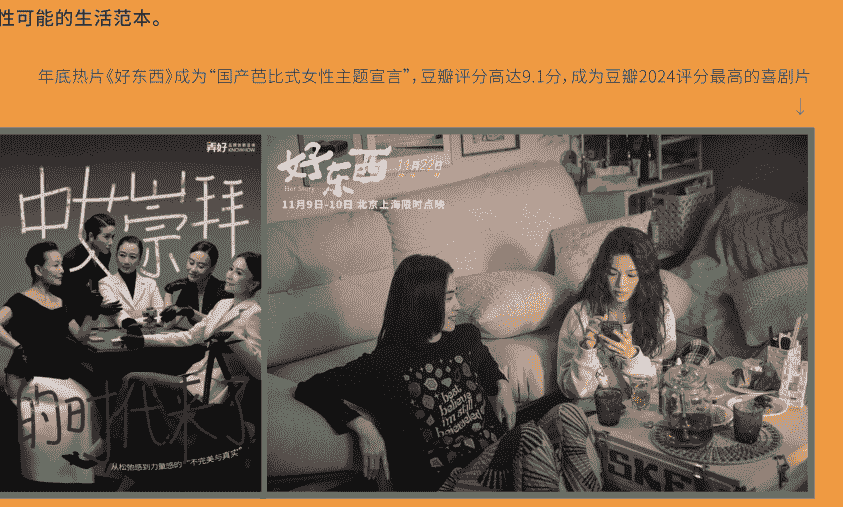 性可能的生活范本。
年底热片《好东西》成为“国产芭比式女性主题宣言”，豆瓣评分高达9.1分，成为豆瓣2024评分最高的喜剧片
↓
弄好
KNOWHOW
中女崇拜
的时代来了
从松弛感到力量感的“不完美与真实”
好东西
Her Story
11月22日
11月9日-10日 北京上海限时点映
SKF